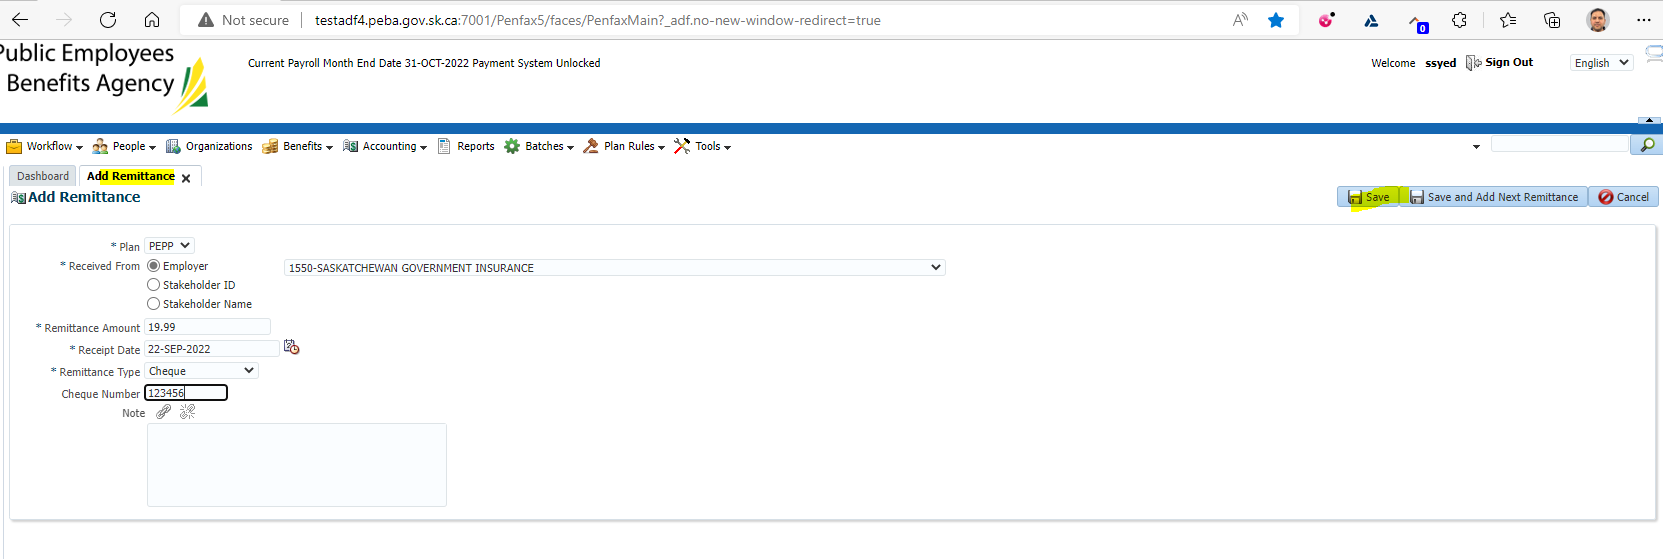 Not secure testadf4.peba.gov.sk.ca:7001/Penfax5/faces/PenfaxMain?_adf.no-new-window-redirect=true
0
Public Employees
Benefits Agency
Current Payroll Month End Date 31-OCT-2022 Payment System Unlocked
Welcome ssyed Sign Out English
Workflow People Organizations Benefits Accounting Reports Batches Plan Rules Tools
Dashboard Add Remittance
Add Remittance
Save Save and Add Next Remittance Cancel
* Plan PEPP
* Received From Employer 1550-SASKATCHEWAN GOVERNMENT INSURANCE
Stakeholder ID
Stakeholder Name
* Remittance Amount 19.99
* Receipt Date 22-SEP-2022
* Remittance Type Cheque
Cheque Number 123456
Note